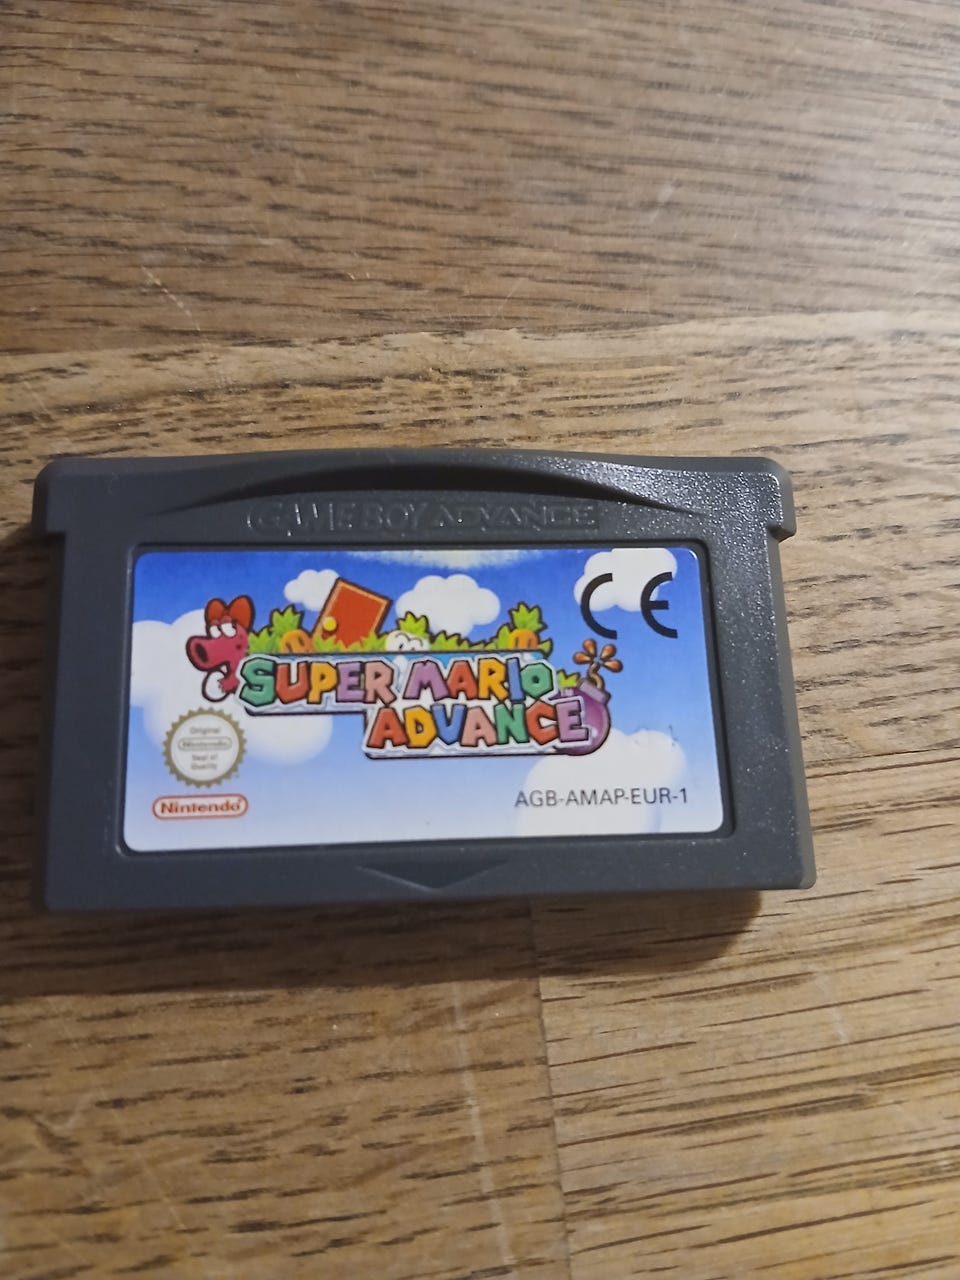 GAME BOY ADVANCE
CE
SUPER MARIO
ADVANCE
Original
Nintendo
Seal of
Quality
Nintendo
AGB-AMAP-EUR-1